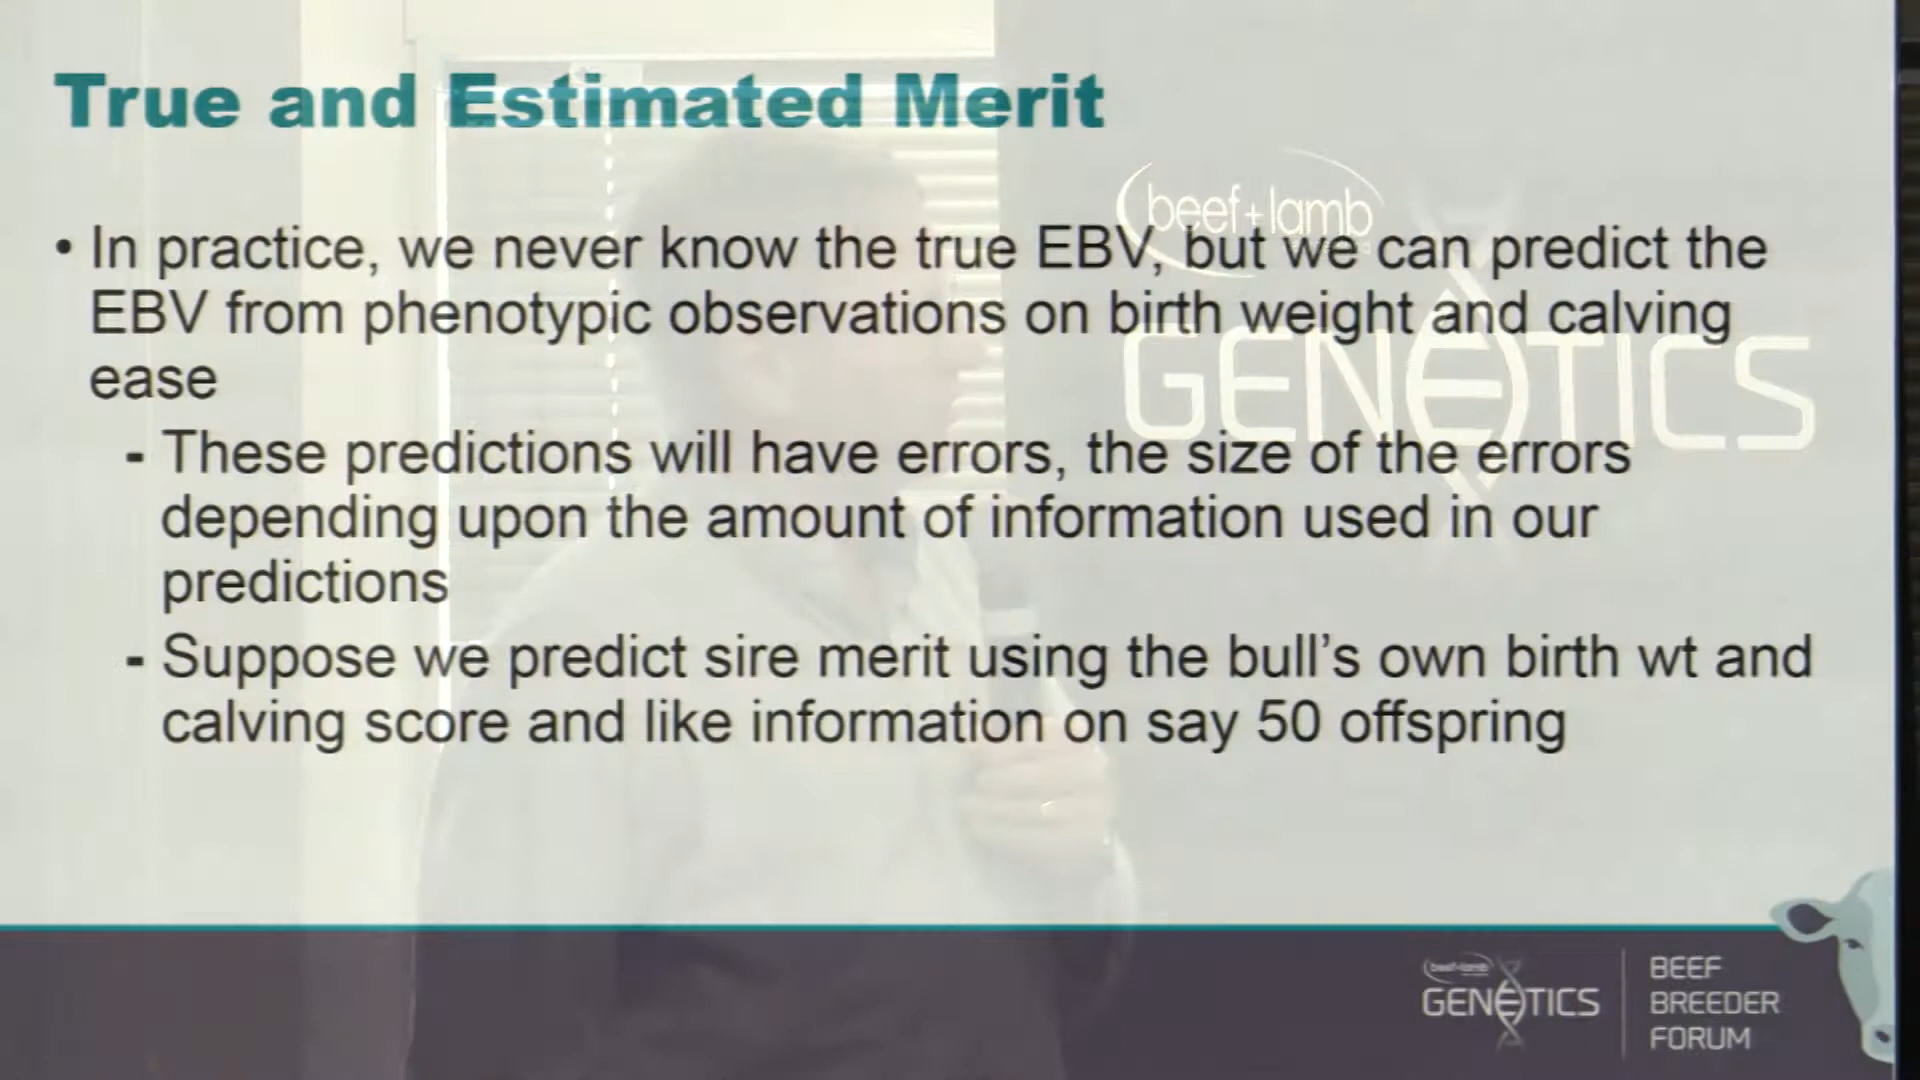 True and Estimated Merit
beef+lamb
GENETICS
• In practice, we never know the true EBV, but we can predict the
EBV from phenotypic observations on birth weight and calving
ease
- These predictions will have errors, the size of the errors
depending upon the amount of information used in our
predictions
- Suppose we predict sire merit using the bull’s own birth wt and
calving score and like information on say 50 offspring
beef+lamb
GENETICS
BEEF
BREEDER
FORUM